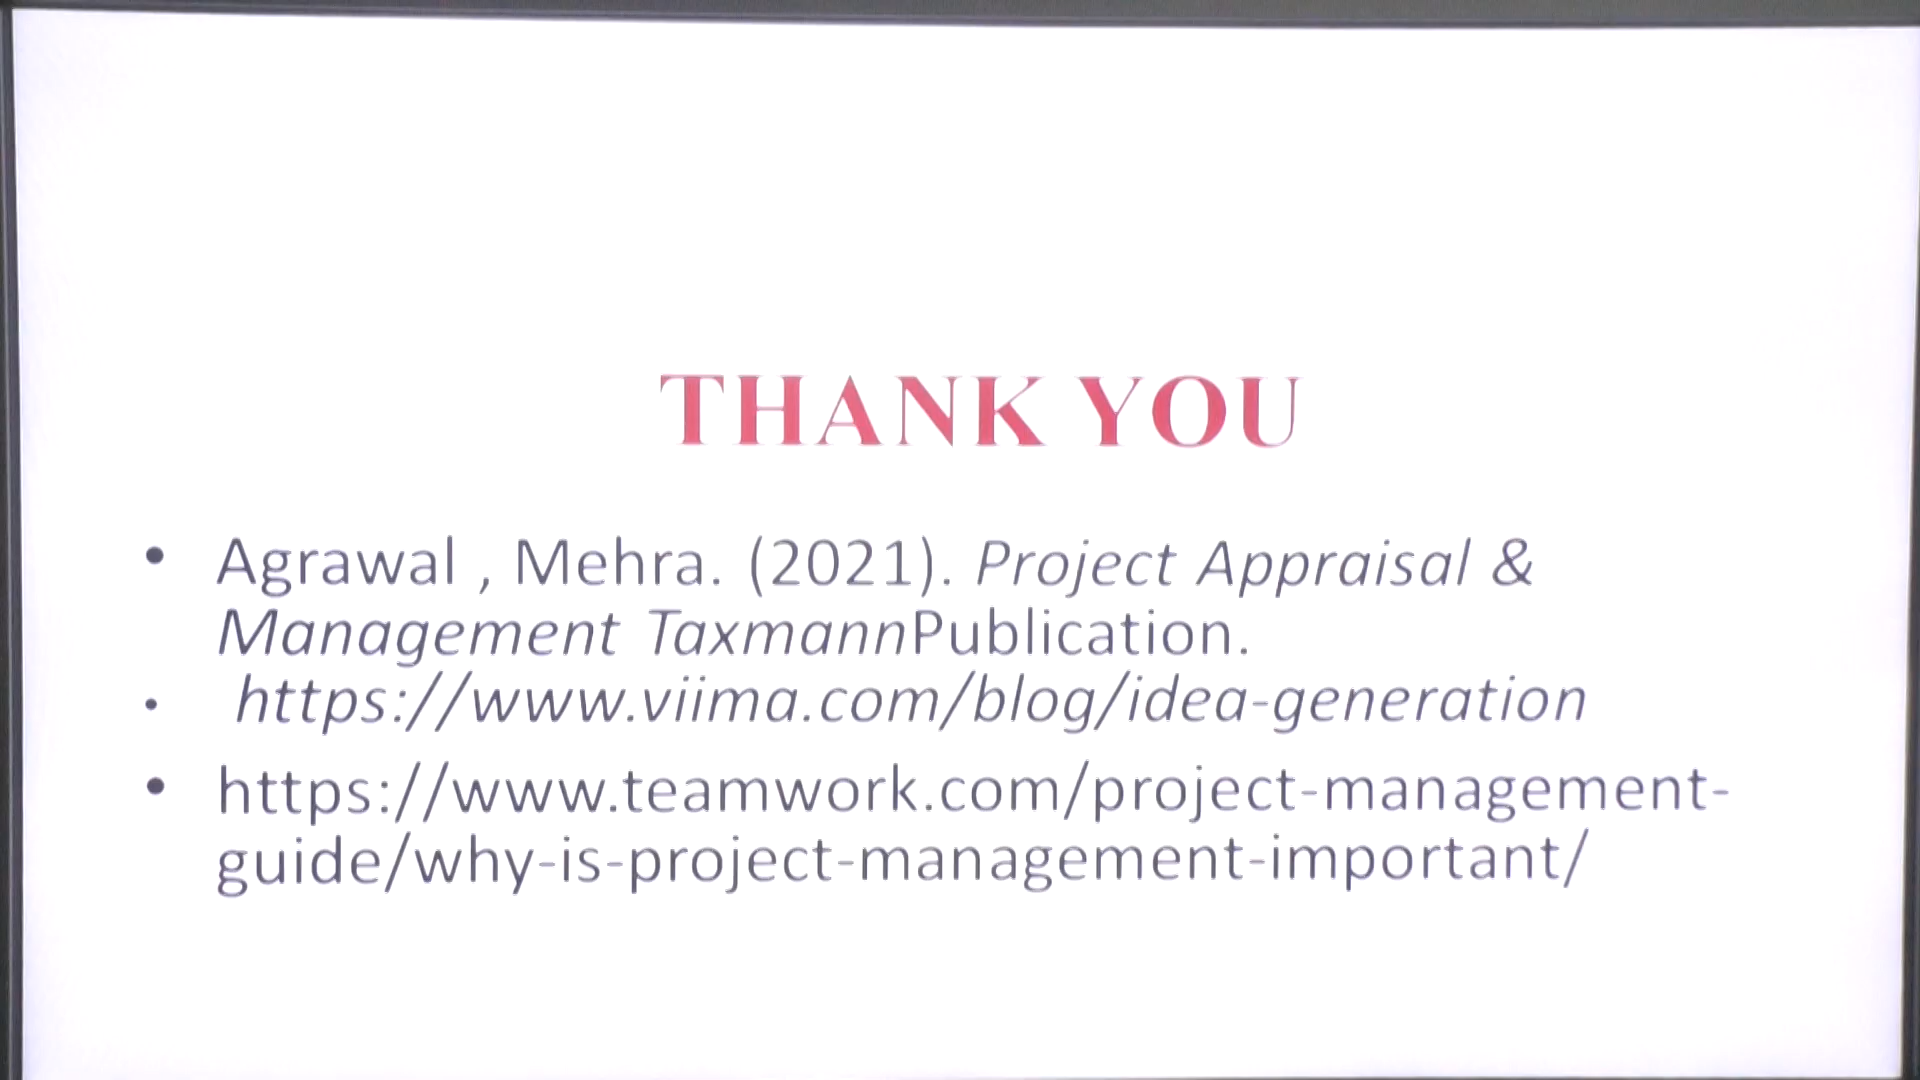 THANK YOU
• Agrawal , Mehra. (2021). Project Appraisal &
Management TaxmannPublication.
• https://www.viima.com/blog/idea-generation
• https://www.teamwork.com/project-management-
guide/why-is-project-management-important/